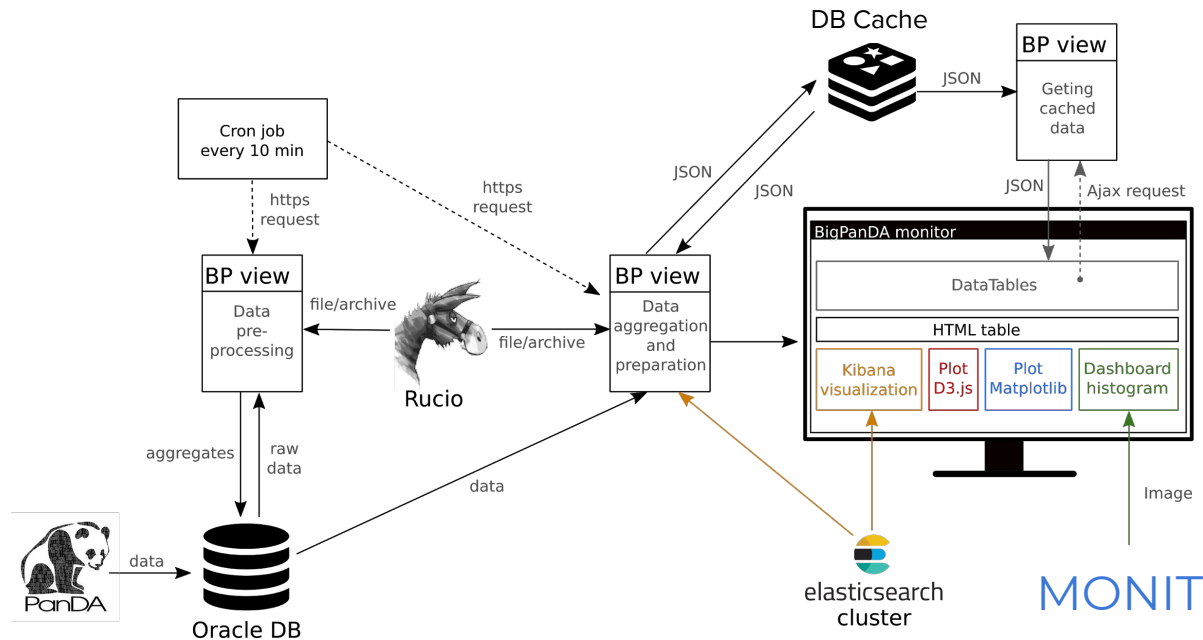 DB Cache
BP view
Geting
cached
data
JSON
Cron job
every 10 min
https
request
https
request
JSON
JSON
JSON
Ajax request
BigPanDA monitor
DataTables
HTML table
Kibana
visualization
Plot
D3.js
Plot
Matplotlib
Dashboard
histogram
BP view
Data
pre-
processing
file/archive
Rucio
file/archive
BP view
Data
aggregation
and
preparation
aggregates
raw
data
data
Image
PanDA
data
Oracle DB
elasticsearch
cluster
MONIT